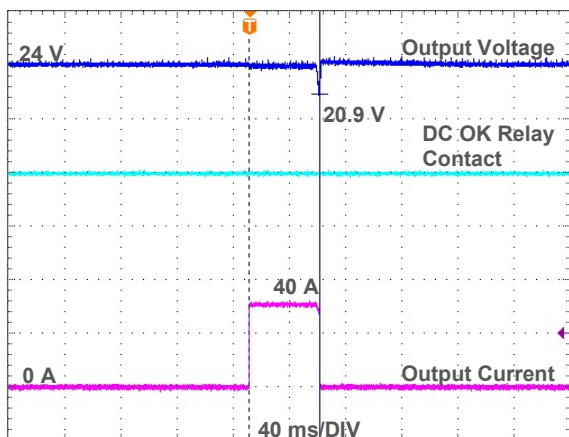 T
24 V
Output Voltage
20.9 V
DC OK Relay
Contact
40 A
0 A
Output Current
40 ms/DIV